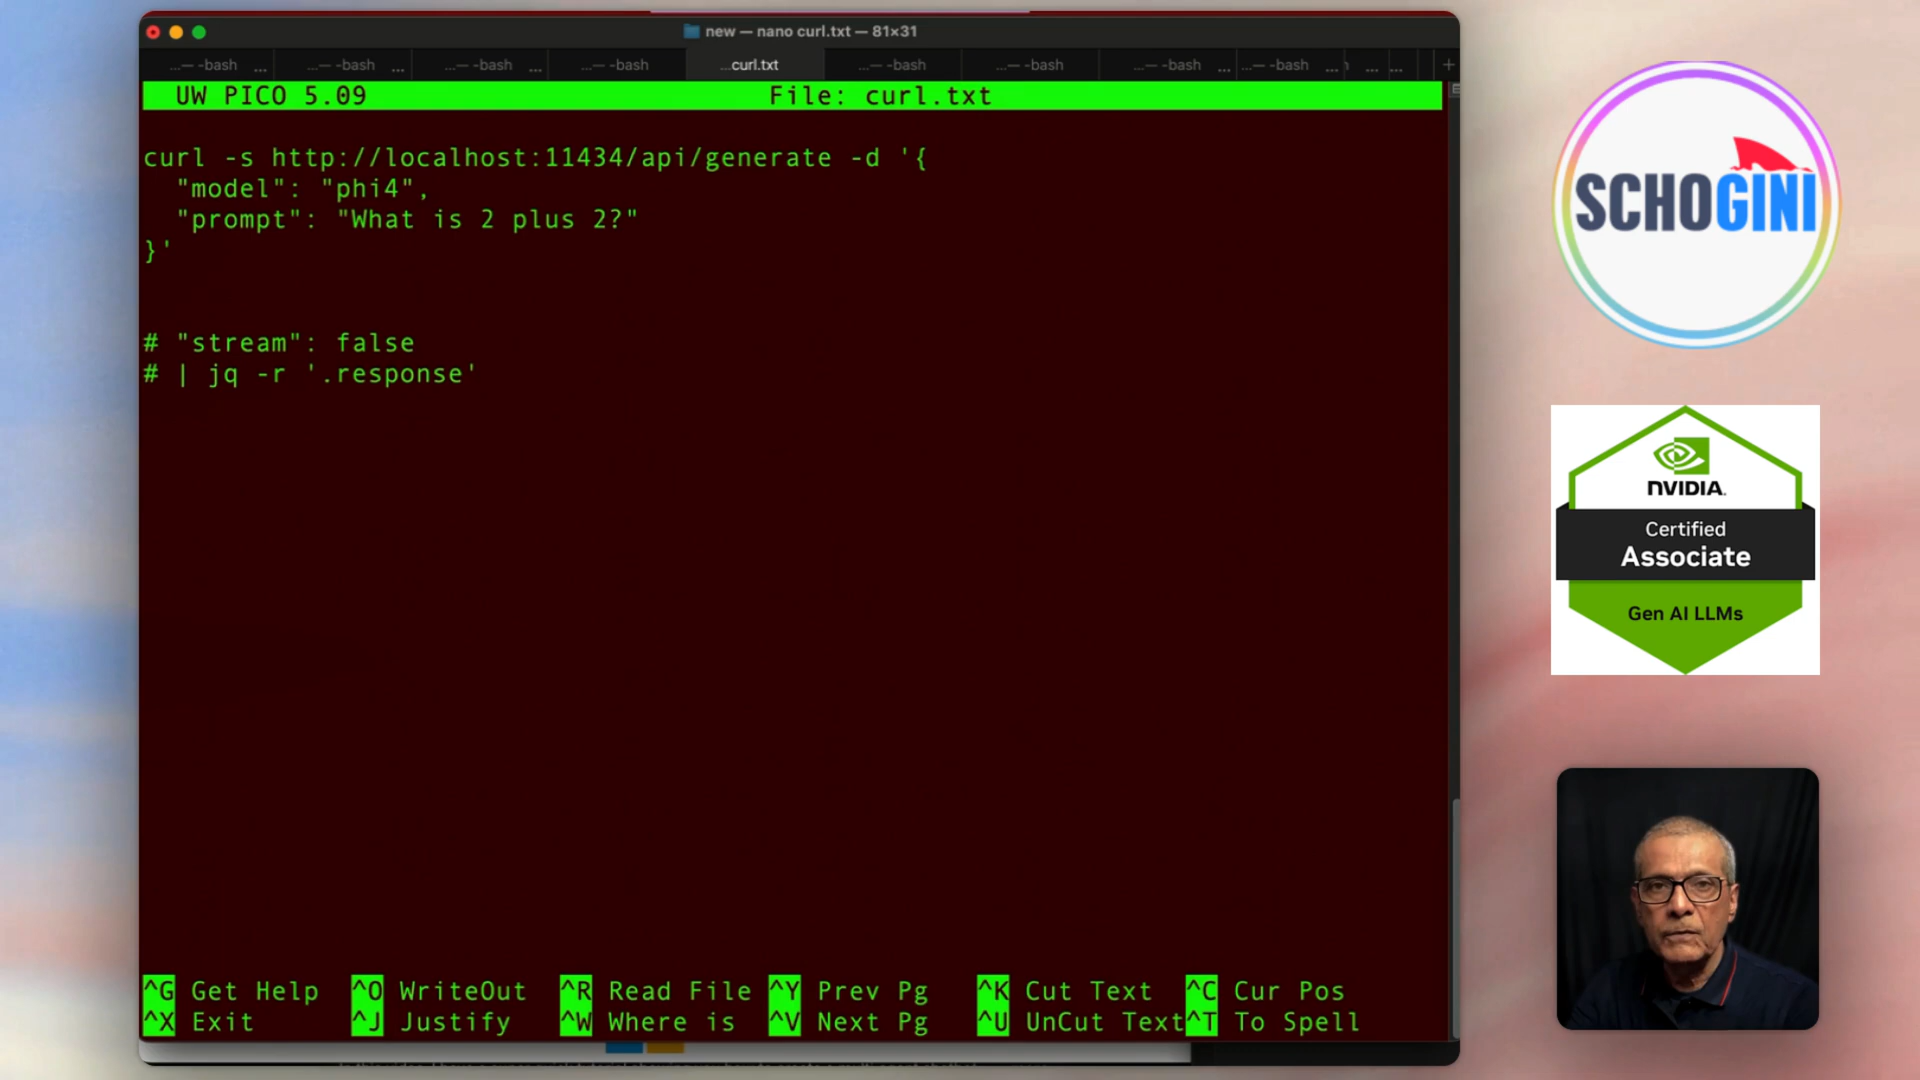 new — nano curl.txt — 81×31
...— -bash ... ...— -bash ... ...— -bash ... ...— -bash ...curl.txt ...— -bash ...— -bash ...— -bash ... ...— -bash ... ... ... +
UW PICO 5.09 File: curl.txt
curl -s http://localhost:11434/api/generate -d '{
"model": "phi4",
"prompt": "What is 2 plus 2?"
}'
# "stream": false
# | jq -r '.response'
^G Get Help ^O WriteOut ^R Read File ^Y Prev Pg ^K Cut Text ^C Cur Pos
^X Exit ^J Justify ^W Where is ^V Next Pg ^U UnCut Text ^T To Spell
SCHOGINI
NVIDIA.
Certified
Associate
Gen AI LLMs